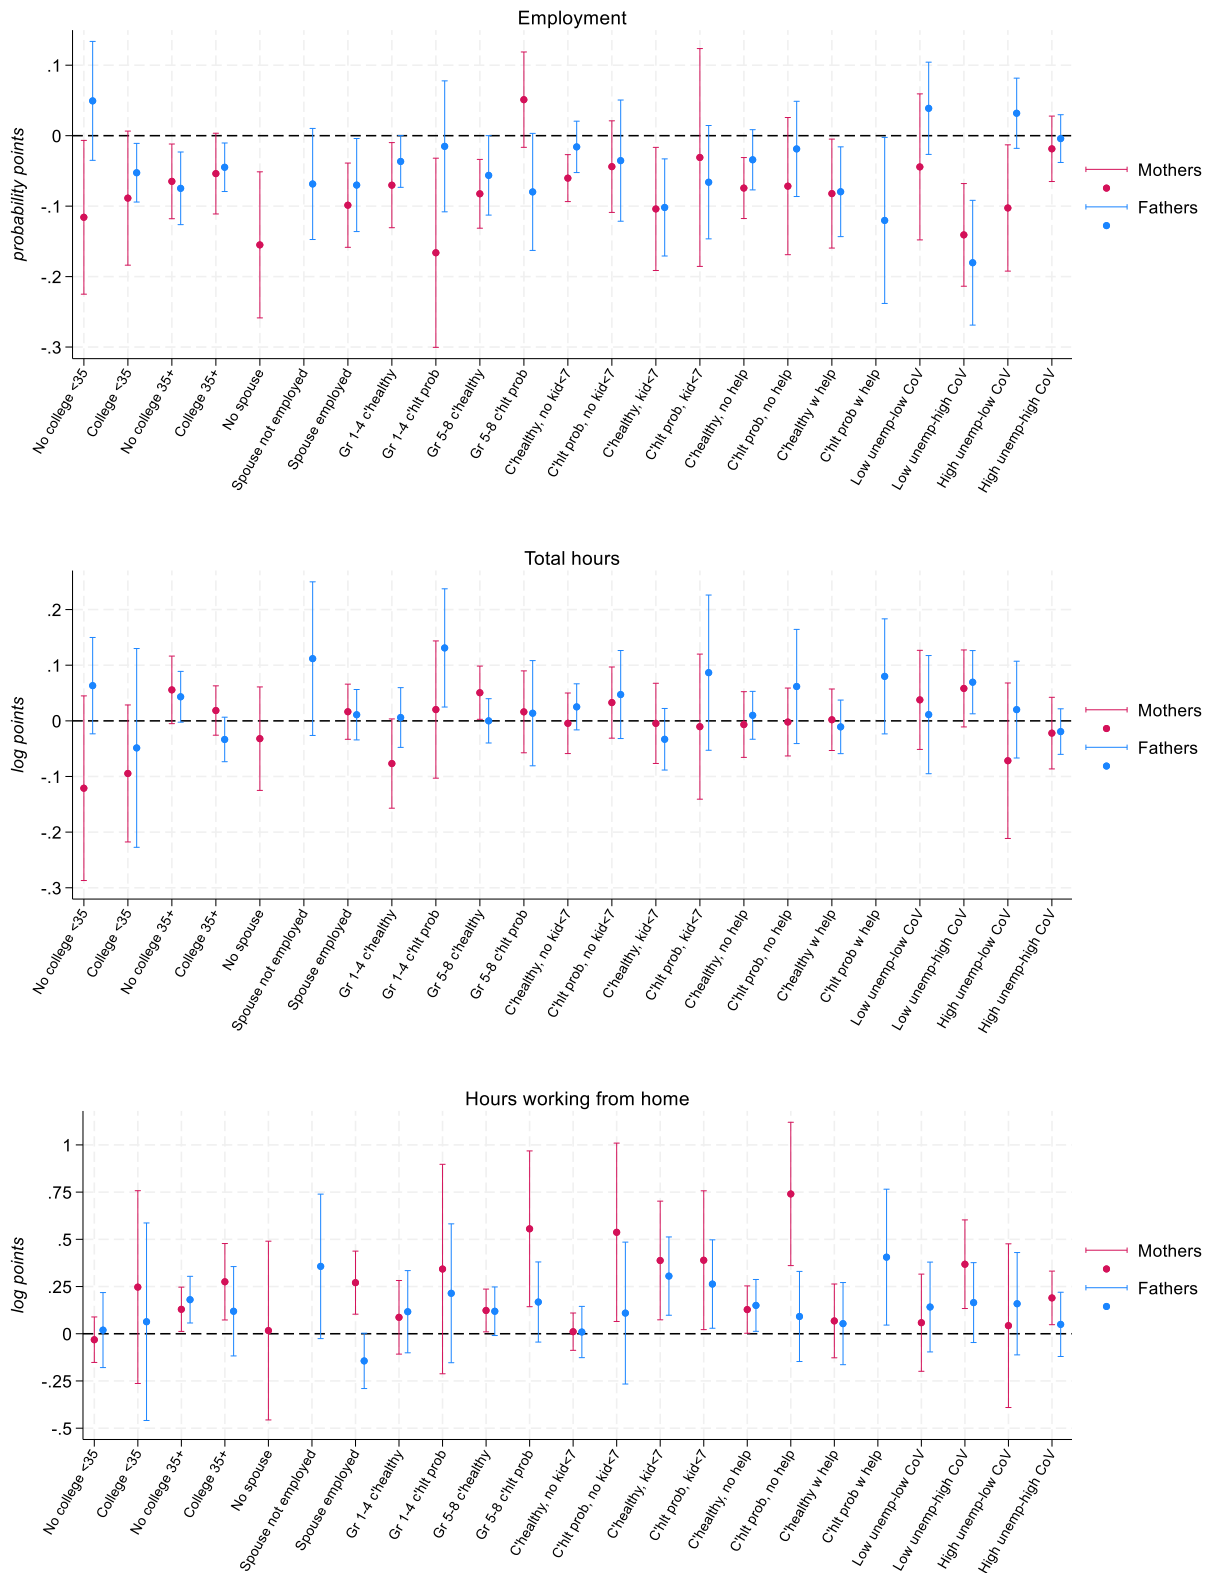 Employment
probability points
.1
0
-.1
-.2
-.3
No college <35
College <35
No college 35+
College 35+
No spouse
Spouse not employed
Spouse employed
Gr 1-4 c'healthy
Gr 1-4 c'hlt prob
Gr 5-8 c'healthy
Gr 5-8 c'hlt prob
C'healthy, no kid<7
C'hlt prob, no kid<7
C'healthy, kid<7
C'hlt prob, kid<7
C'healthy, no help
C'hlt prob, no help
C'healthy w help
C'hlt prob w help
Low unemp-low CoV
Low unemp-high CoV
High unemp-low CoV
High unemp-high CoV
Mothers
Fathers
Total hours
log points
.2
.1
0
-.1
-.2
-.3
No college <35
College <35
No college 35+
College 35+
No spouse
Spouse not employed
Spouse employed
Gr 1-4 c'healthy
Gr 1-4 c'hlt prob
Gr 5-8 c'healthy
Gr 5-8 c'hlt prob
C'healthy, no kid<7
C'hlt prob, no kid<7
C'healthy, kid<7
C'hlt prob, kid<7
C'healthy, no help
C'hlt prob, no help
C'healthy w help
C'hlt prob w help
Low unemp-low CoV
Low unemp-high CoV
High unemp-low CoV
High unemp-high CoV
Mothers
Fathers
Hours working from home
log points
1
.75
.5
.25
0
-.25
-.5
No college <35
College <35
No college 35+
College 35+
No spouse
Spouse not employed
Spouse employed
Gr 1-4 c'healthy
Gr 1-4 c'hlt prob
Gr 5-8 c'healthy
Gr 5-8 c'hlt prob
C'healthy, no kid<7
C'hlt prob, no kid<7
C'healthy, kid<7
C'hlt prob, kid<7
C'healthy, no help
C'hlt prob, no help
C'healthy w help
C'hlt prob w help
Low unemp-low CoV
Low unemp-high CoV
High unemp-low CoV
High unemp-high CoV
Mothers
Fathers